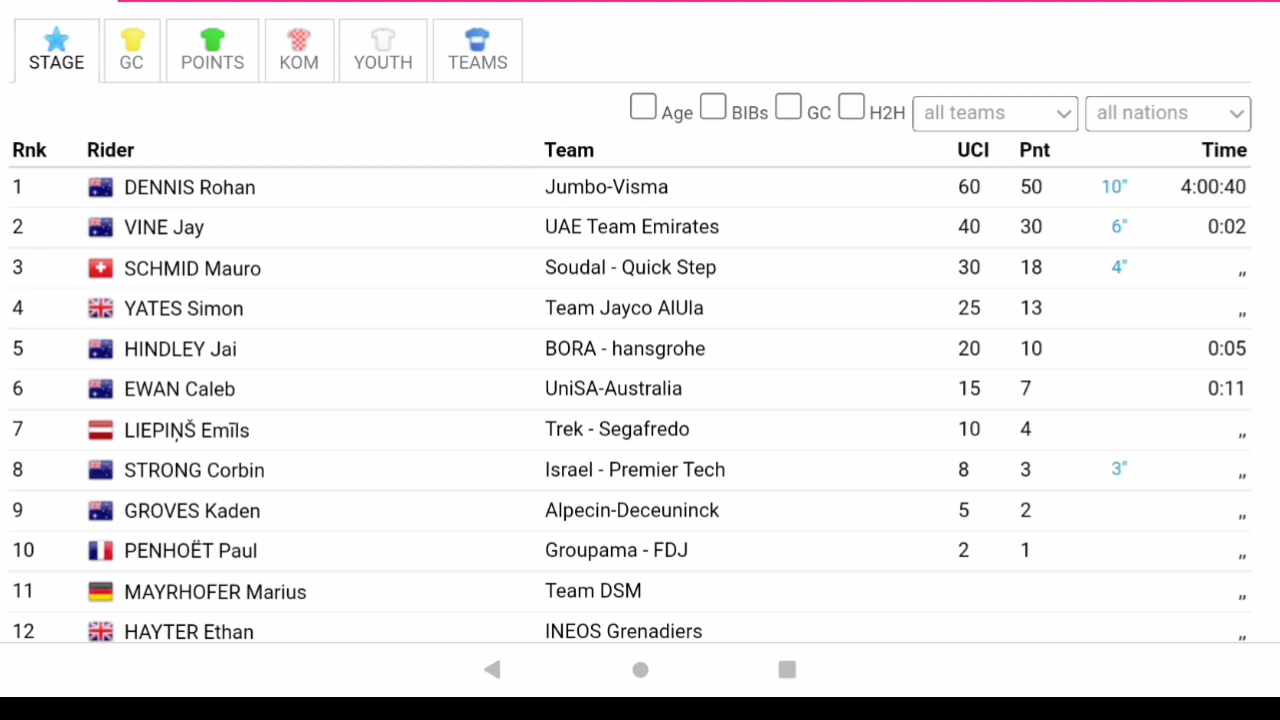 STAGE GC POINTS KOM YOUTH TEAMS
Age BIBs GC H2H all teams all nations
Rnk Rider Team UCI Pnt Time
1 DENNIS Rohan Jumbo-Visma 60 50 10" 4:00:40
2 VINE Jay UAE Team Emirates 40 30 6" 0:02
3 SCHMID Mauro Soudal - Quick Step 30 18 4" ,,
4 YATES Simon Team Jayco AlUla 25 13 ,,
5 HINDLEY Jai BORA - hansgrohe 20 10 0:05
6 EWAN Caleb UniSA-Australia 15 7 0:11
7 LIEPIŅŠ Emīls Trek - Segafredo 10 4 ,,
8 STRONG Corbin Israel - Premier Tech 8 3 3" ,,
9 GROVES Kaden Alpecin-Deceuninck 5 2 ,,
10 PENHOËT Paul Groupama - FDJ 2 1 ,,
11 MAYRHOFER Marius Team DSM ,,
12 HAYTER Ethan INEOS Grenadiers ,,